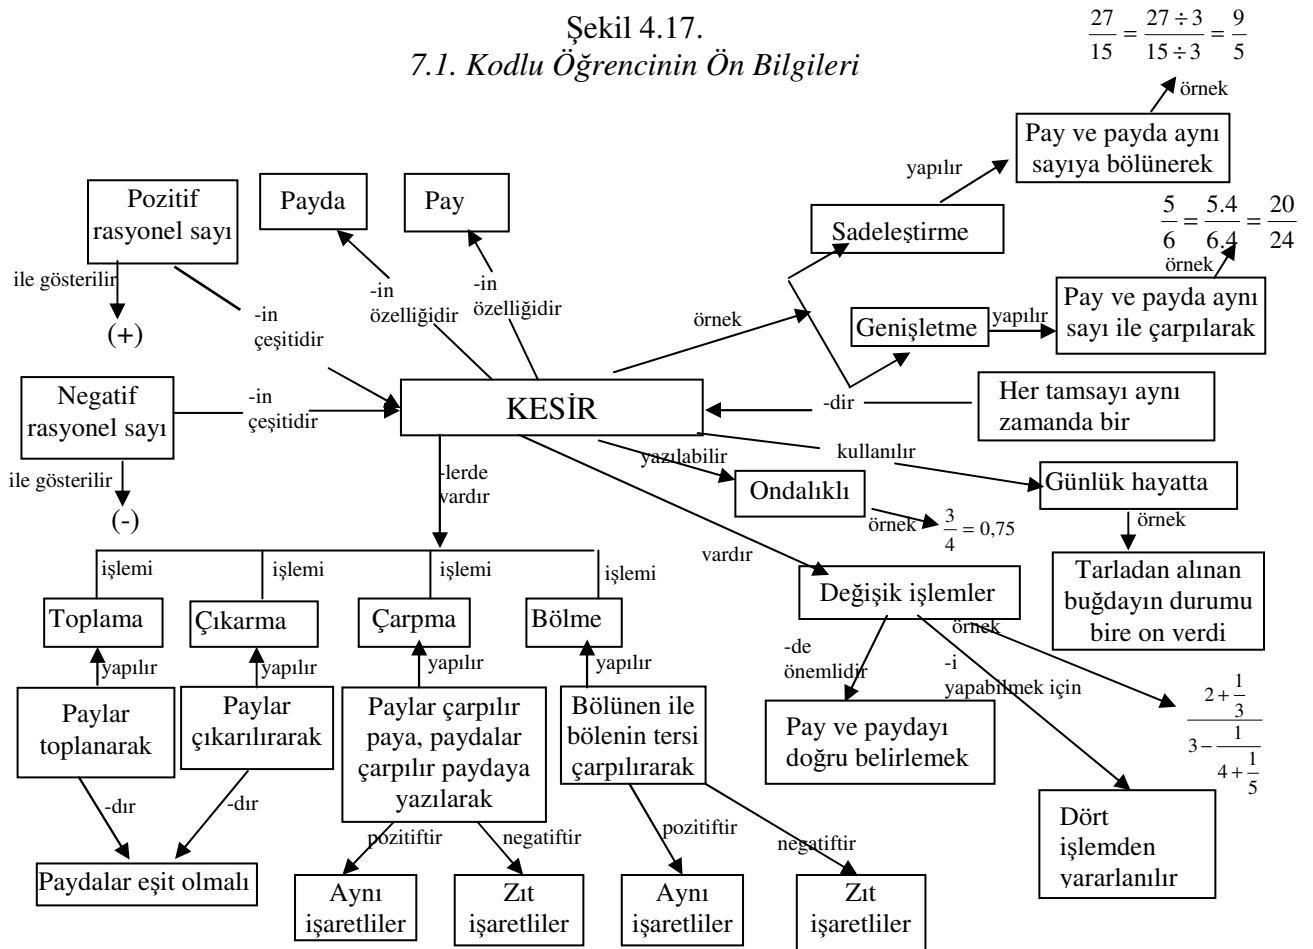 Şekil 4.17.
7.1. Kodlu Öğrencinin Ön Bilgileri
27/15 = 27÷3/15÷3 = 9/5
örnek
Pay ve payda aynı
sayıya bölünerek
yapılır
Sadeleştirme
5/6 = 5.4/6.4 = 20/24
örnek
Genişletme
yapılır
Pay ve payda aynı
sayı ile çarpılarak
örnek
Pozitif
rasyonel sayı
ile gösterilir
(+)
-in
çeşitidir
Payda
-in
özelliğidir
Pay
-in
özelliğidir
Negatif
rasyonel sayı
ile gösterilir
(-)
-in
çeşitidir
KESİR
-dir
Her tamsayı aynı
zamanda bir
kullanılır
Günlük hayatta
örnek
Tarladan alınan
buğdayın durumu
bire on verdi
yazılabilir
Ondalıklı
örnek
3/4 = 0,75
vardır
Değişik işlemler
-de
önemlidir
Pay ve paydayı
doğru belirlemek
-i
yapabilmek için
Dört
işlemden
yararlanılır
örnek
2 + 1/3
3 − 1
4 + 1/5
-lerde
vardır
işlemi
işlemi
işlemi
işlemi
Toplama
Çıkarma
Çarpma
Bölme
yapılır
yapılır
yapılır
yapılır
Paylar
toplanarak
Paylar
çıkarılırarak
Paylar çarpılır
paya, paydalar
çarpılır paydaya
yazılarak
Bölünen ile
bölenin tersi
çarpılırarak
-dır
-dır
Paydalar eşit olmalı
pozitiftir
negatiftir
pozitiftir
negatiftir
Aynı
işaretliler
Zıt
işaretliler
Aynı
işaretliler
Zıt
işaretliler